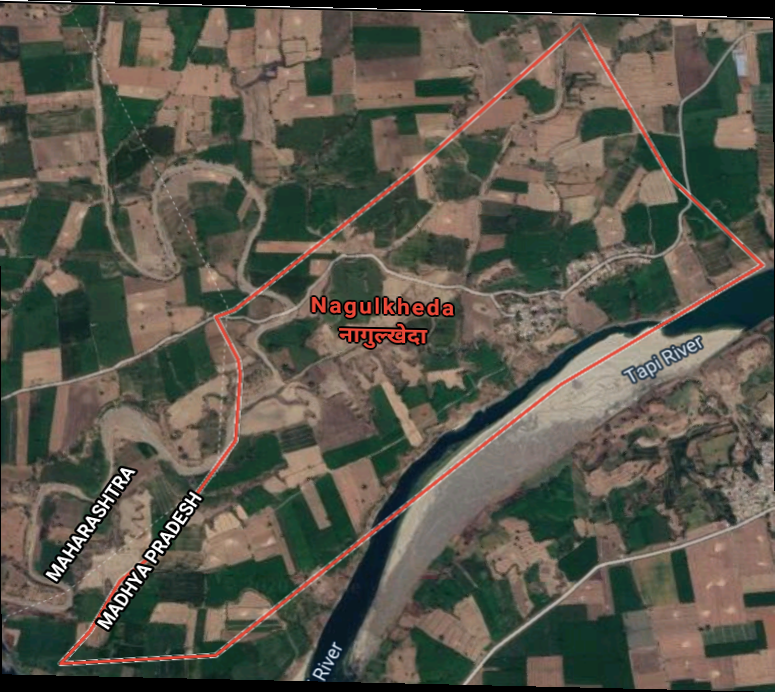 Nagulkheda
नागुल्खेदा
Tapi River
MAHARASHTRA
MADHYA PRADESH
River